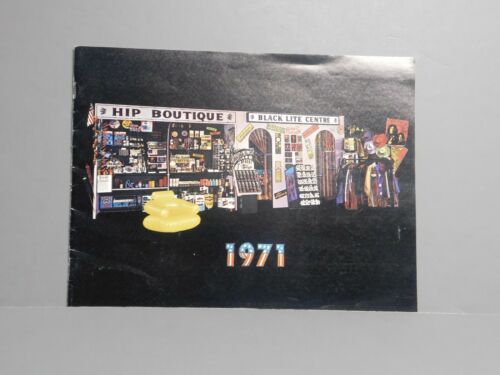 HIP BOUTIQUE
BLACK LITE CENTRE
1971